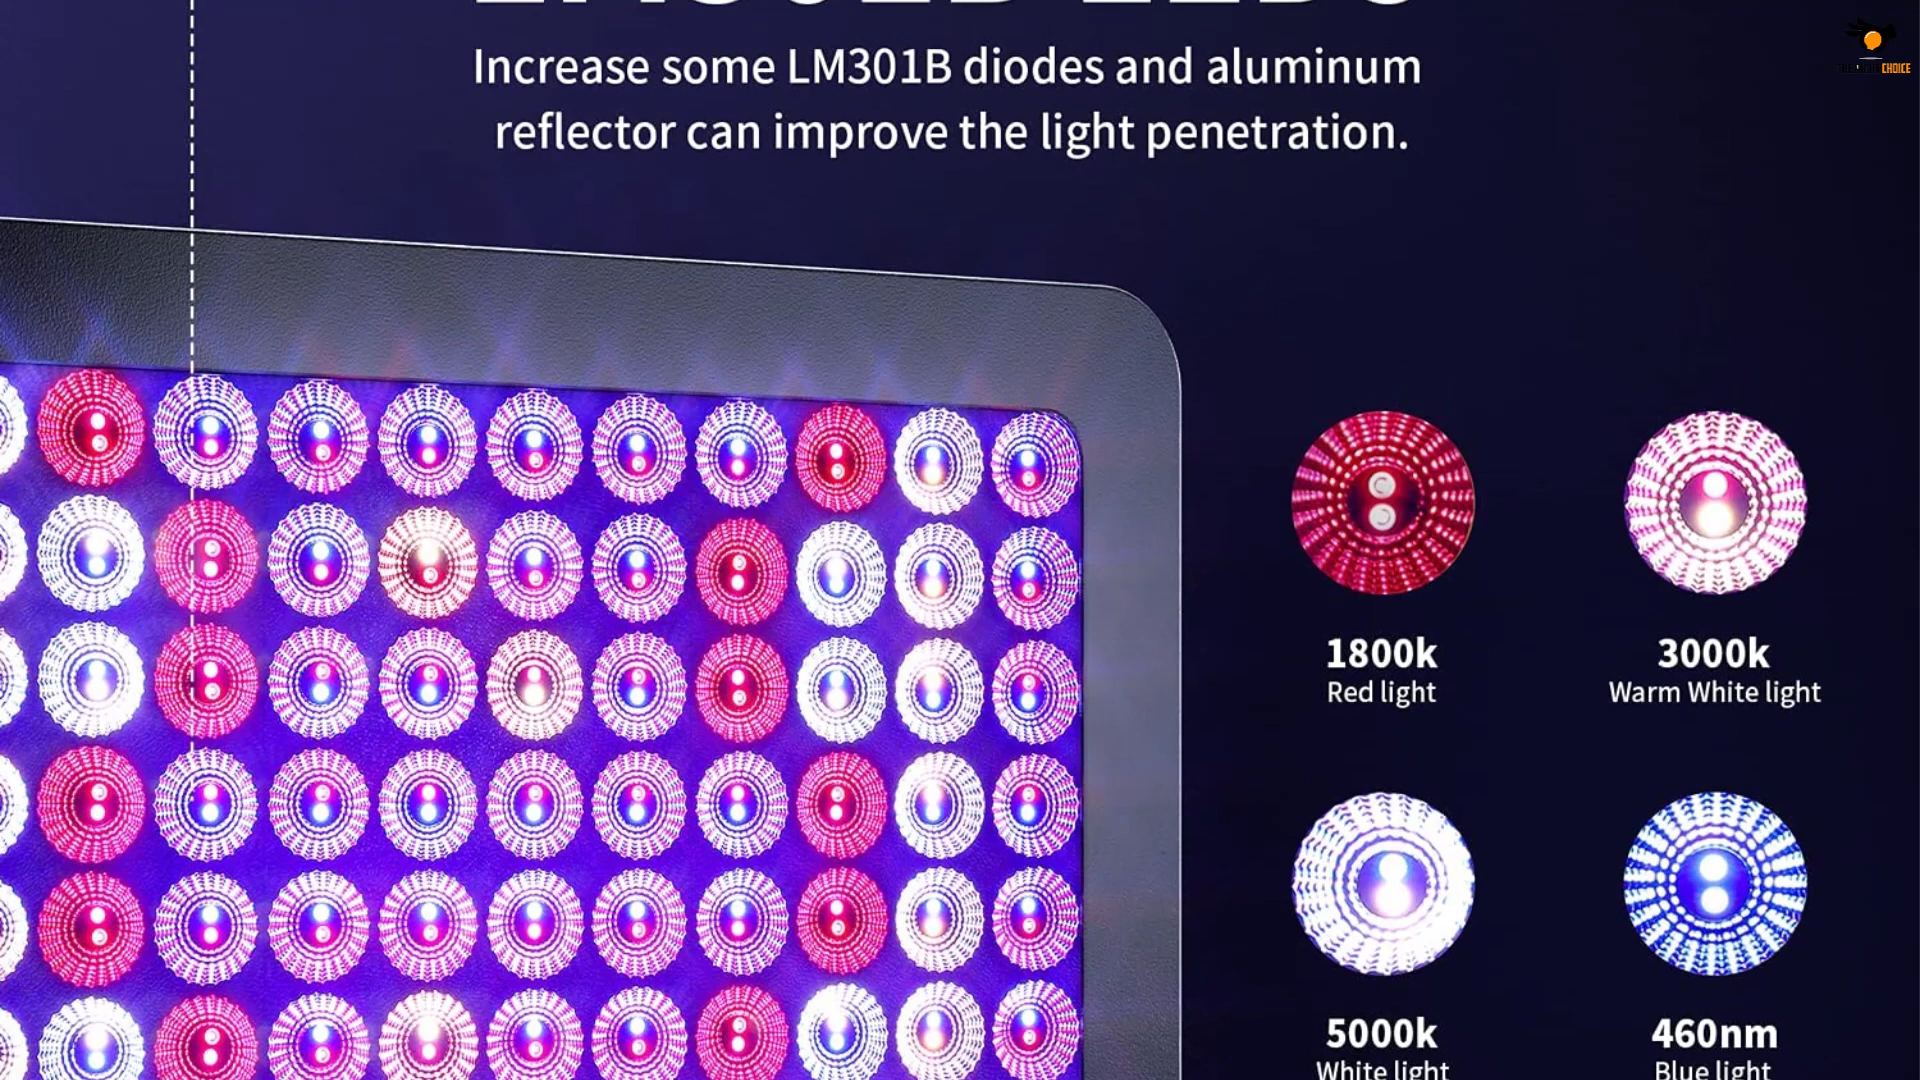 Increase some LM301B diodes and aluminum
reflector can improve the light penetration.
CHOICE
1800k
Red light
3000k
Warm White light
5000k
White light
460nm
Blue light